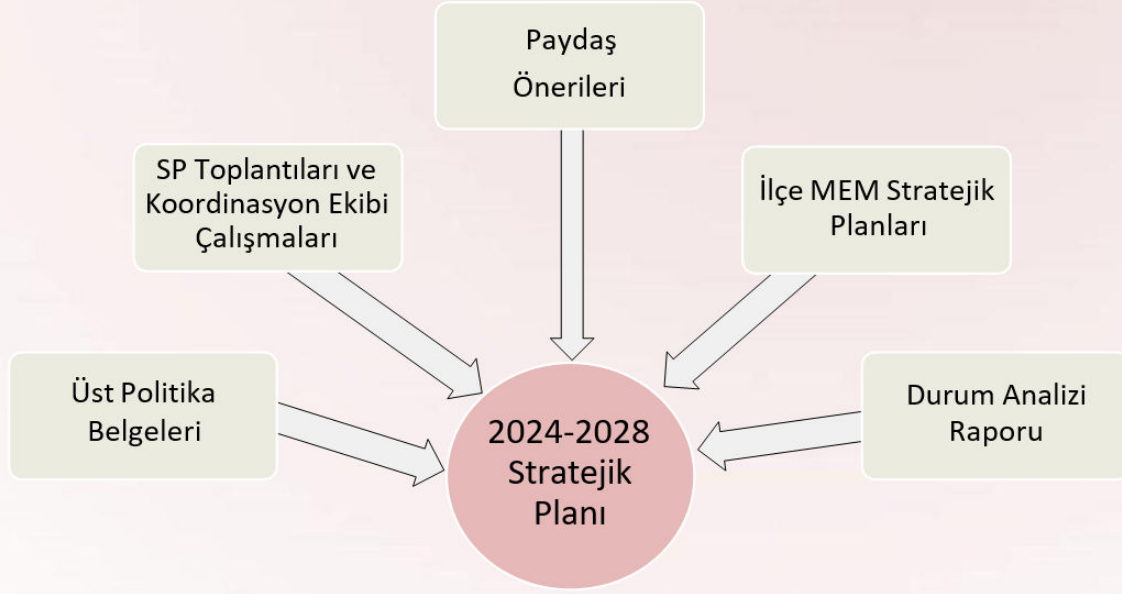 Paydaş
Önerileri
SP Toplantıları ve
Koordinasyon Ekibi
Çalışmaları
İlçe MEM Stratejik
Planları
Üst Politika
Belgeleri
Durum Analizi
Raporu
2024-2028
Stratejik
Planı